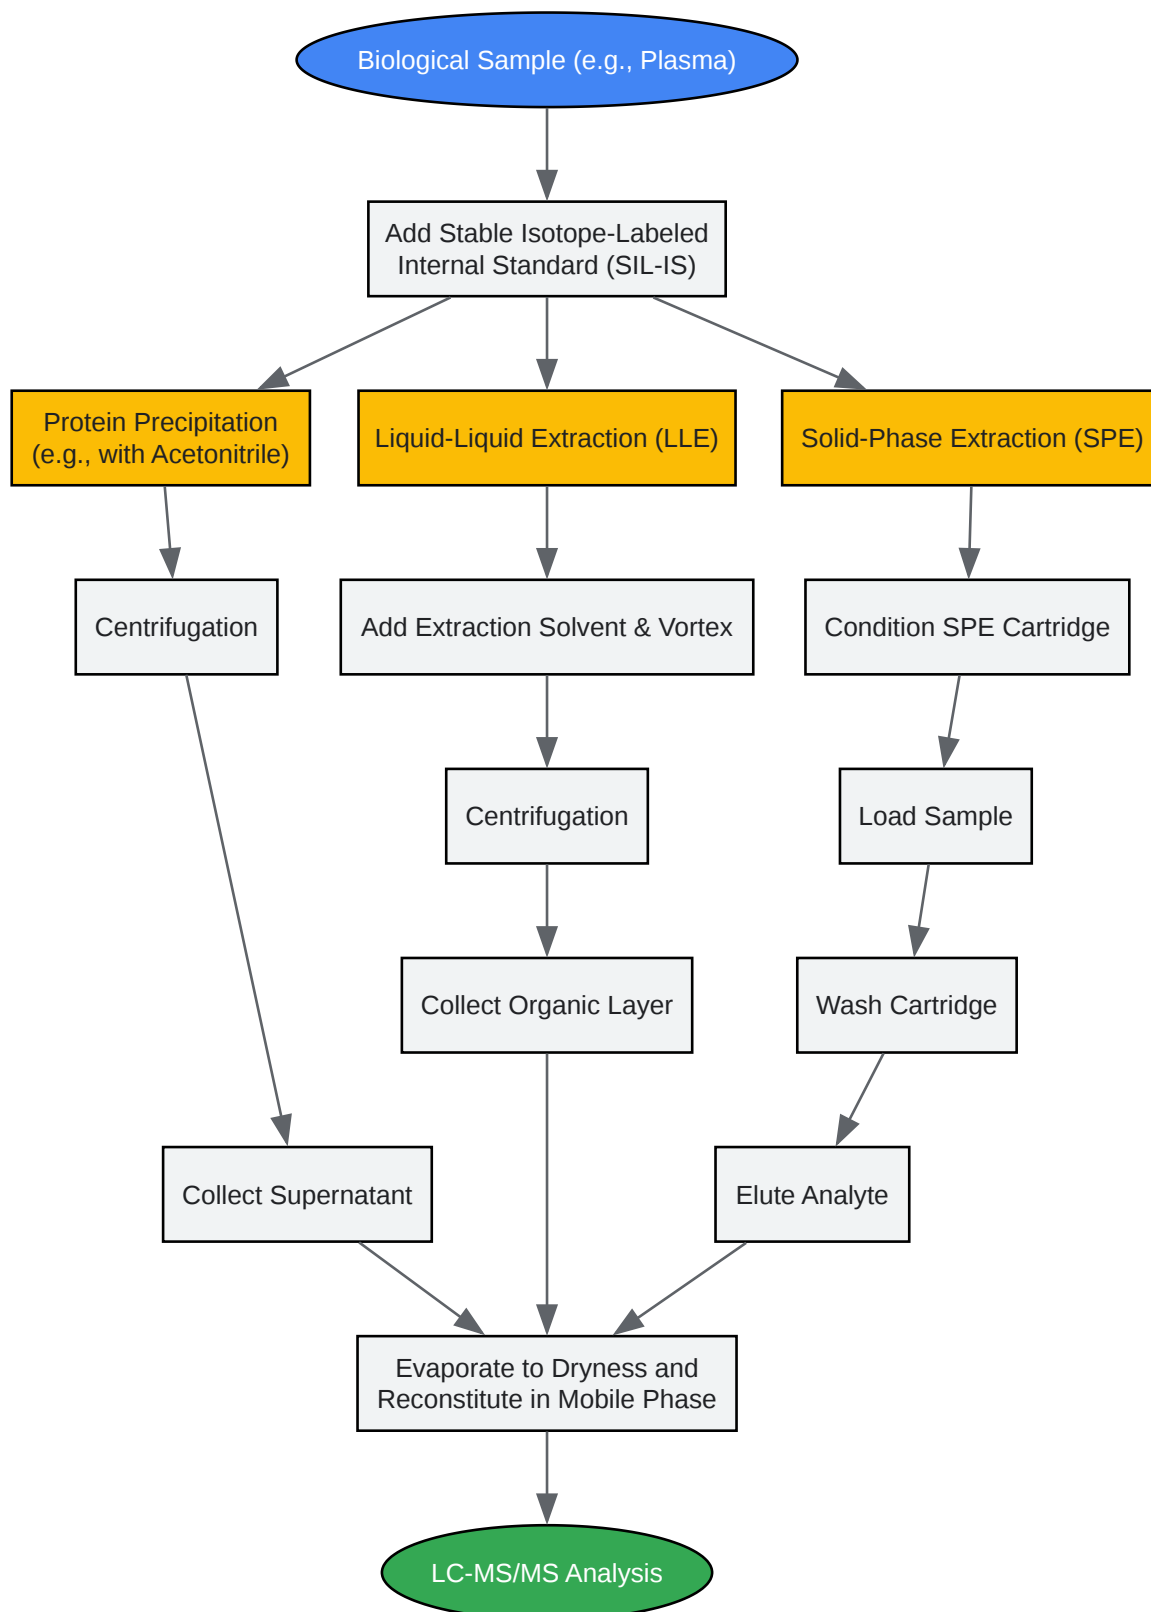 Biological Sample (e.g., Plasma)
Add Stable Isotope-Labeled
Internal Standard (SIL-IS)
Protein Precipitation
(e.g., with Acetonitrile)
Liquid-Liquid Extraction (LLE)
Solid-Phase Extraction (SPE)
Centrifugation
Add Extraction Solvent & Vortex
Condition SPE Cartridge
Centrifugation
Load Sample
Collect Organic Layer
Wash Cartridge
Collect Supernatant
Elute Analyte
Evaporate to Dryness and
Reconstitute in Mobile Phase
LC-MS/MS Analysis